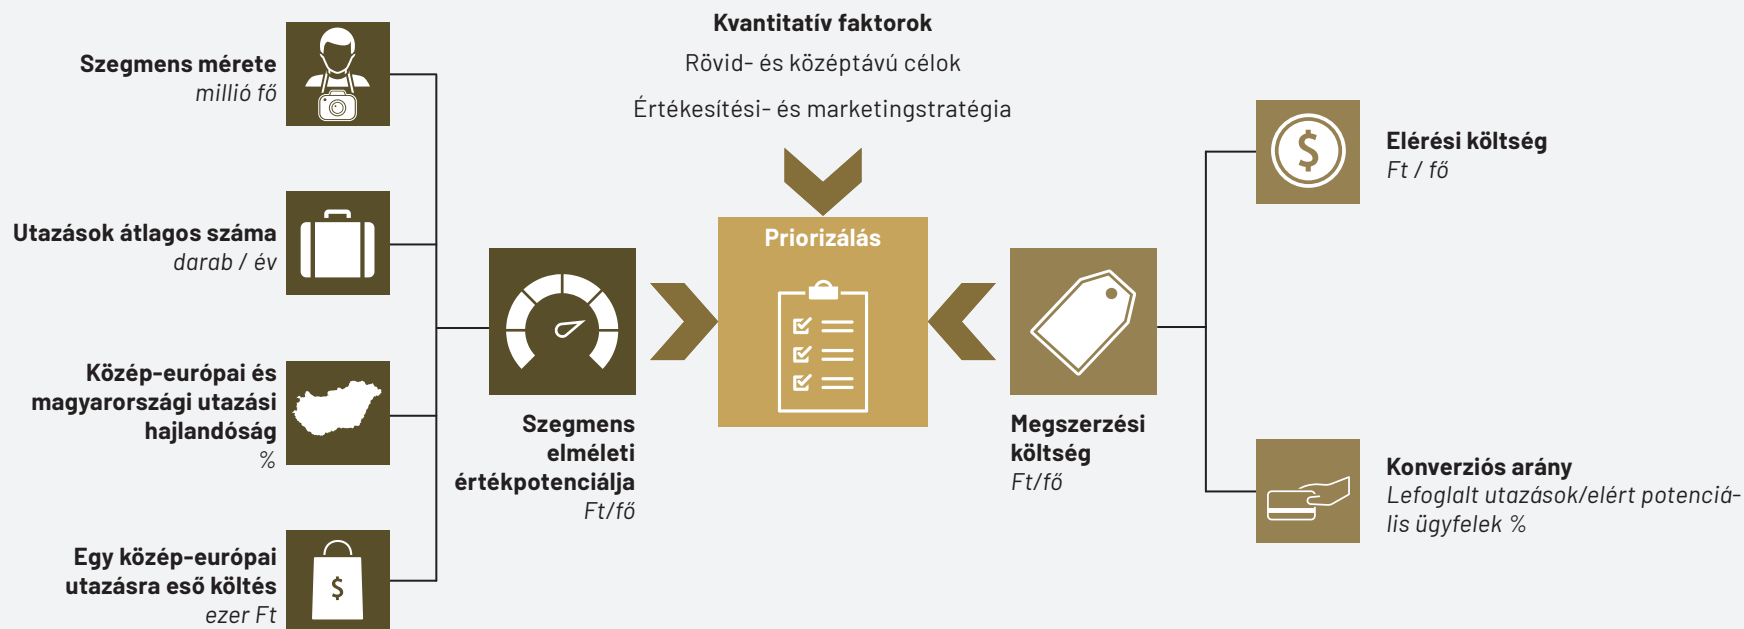 Kvantitatív faktorok
Rövid- és középtávú célok
Értékesítési- és marketingstratégia
Szegmens mérete
millió fő
Utazások átlagos száma
darab / év
Közép-európai és
magyarországi utazási
hajlandóság
%
Egy közép-európai
utazásra eső költés
ezer Ft
$
Szegmens
elméleti
értékpotenciálja
Ft/fő
Priorizálás
Megszerzési
költség
Ft/fő
$
Elérési költség
Ft / fő
Konverziós arány
Lefoglalt utazások/elért potenciá-
lis ügyfelek %